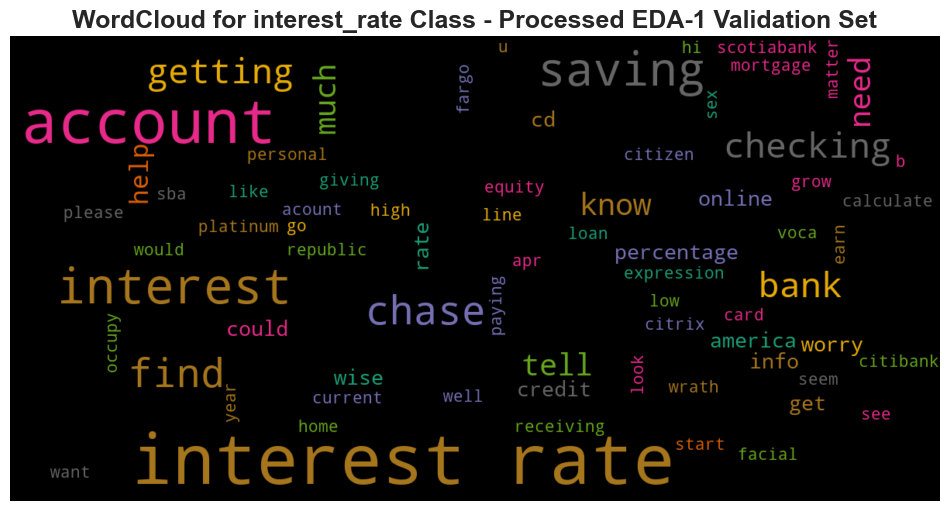 WordCloud for interest_rate Class - Processed EDA-1 Validation Set
u
hi
scotiabank
getting
much
fargo
saving
mortgage
matter
need
sex
account
cd
help
personal
citizen
checking
b
sba
like
giving
equity
grow
please
acount
high
line
know
online
calculate
platinum
go
rate
loan
voca
earn
would
republic
apr
percentage
expression
interest
chase
paying
low
bank
occupy
could
citrix
card
america
worry
find
wise
tell
look
info
citibank
year
current
well
credit
wrath
seem
get
see
home
receiving
interest rate
start
facial
want